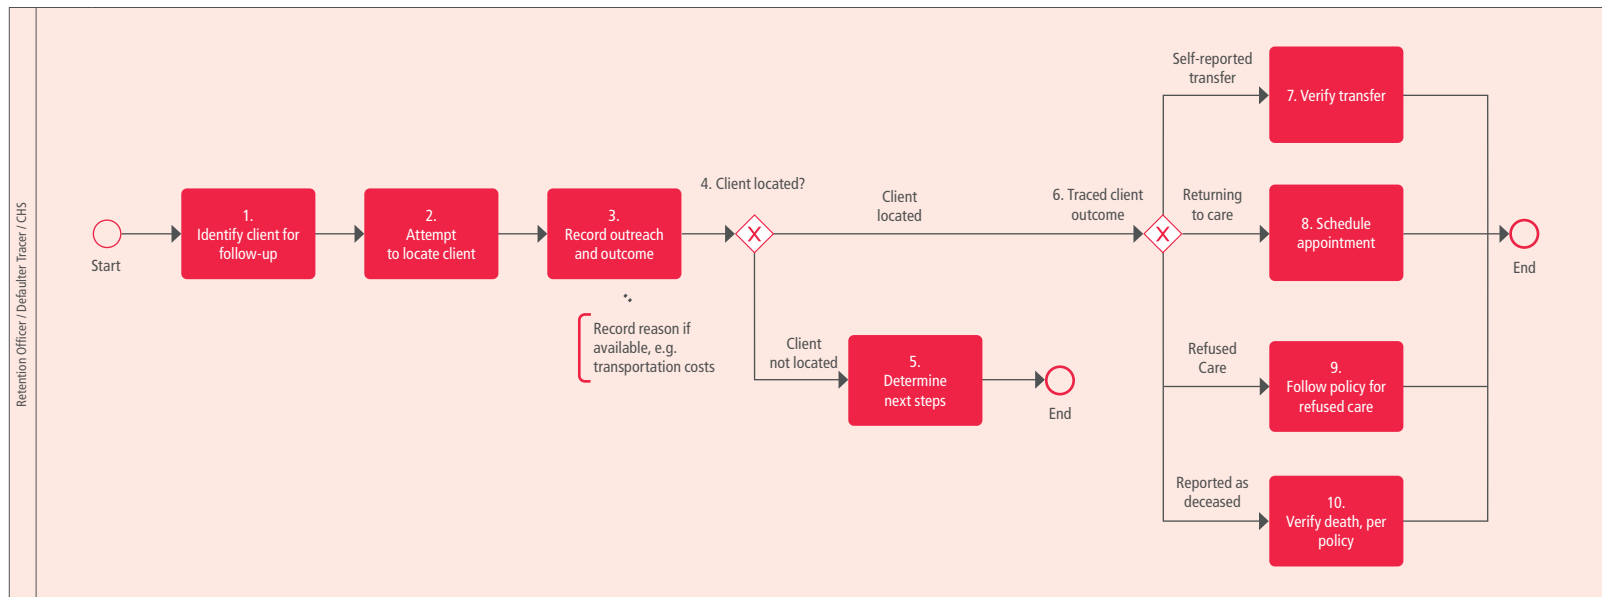 Retention Officer / Defaulter Tracer / CHS
Start
1.
Identify client for
follow-up
2.
Attempt
to locate client
3.
Record outreach
and outcome
Record reason if
available, e.g.
transportation costs
4. Client located?
X
Client
located
Client
not located
5.
Determine
next steps
End
6. Traced client
outcome
X
Self-reported
transfer
7. Verify transfer
Returning
to care
8. Schedule
appointment
Refused
Care
9.
Follow policy for
refused care
Reported as
deceased
10.
Verify death, per
policy
End